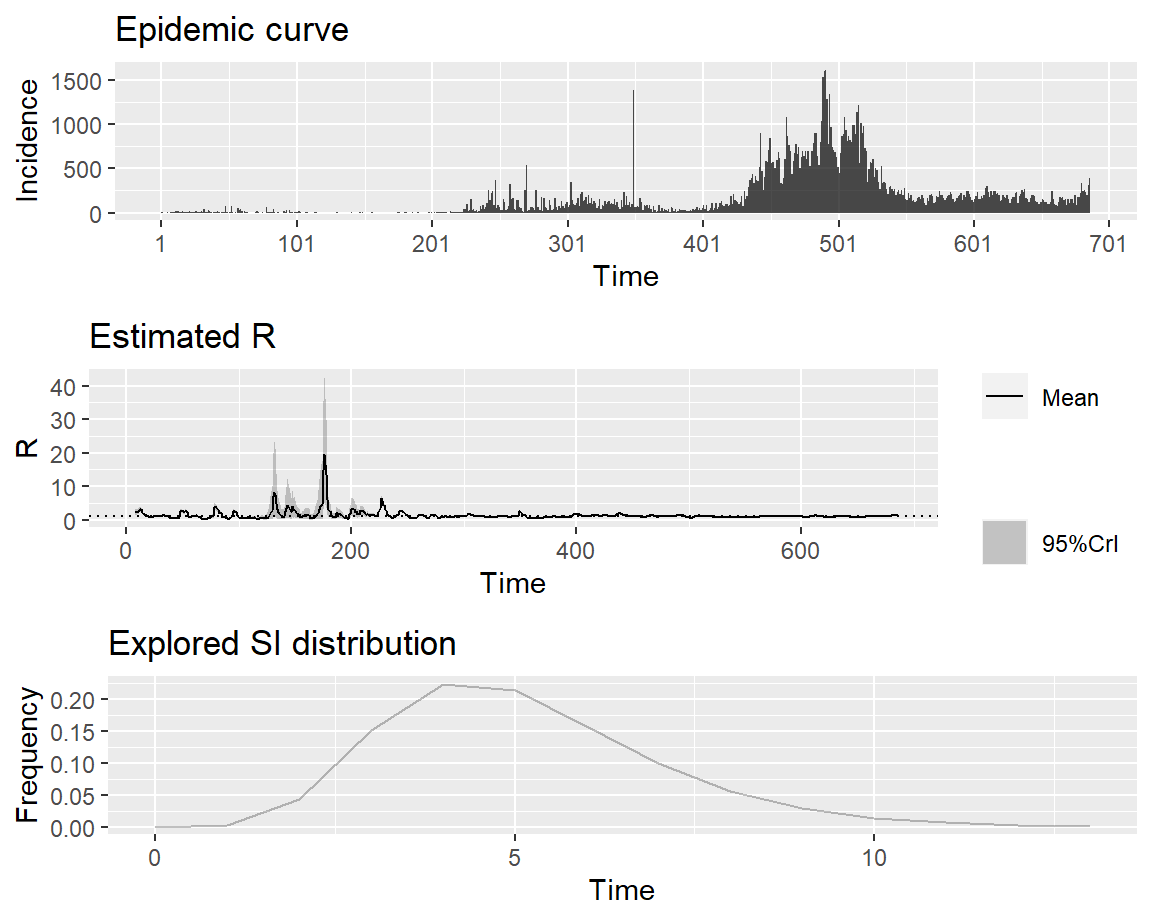 Epidemic curve
Incidence
1500
1000
500
0
1 101 201 301 401 501 601 701
Time
Estimated R
R
40
30
20
10
0
0 200 400 600
Time
Mean
95%CrI
Explored SI distribution
Frequency
0.20
0.15
0.10
0.05
0.00
0 5 10
Time